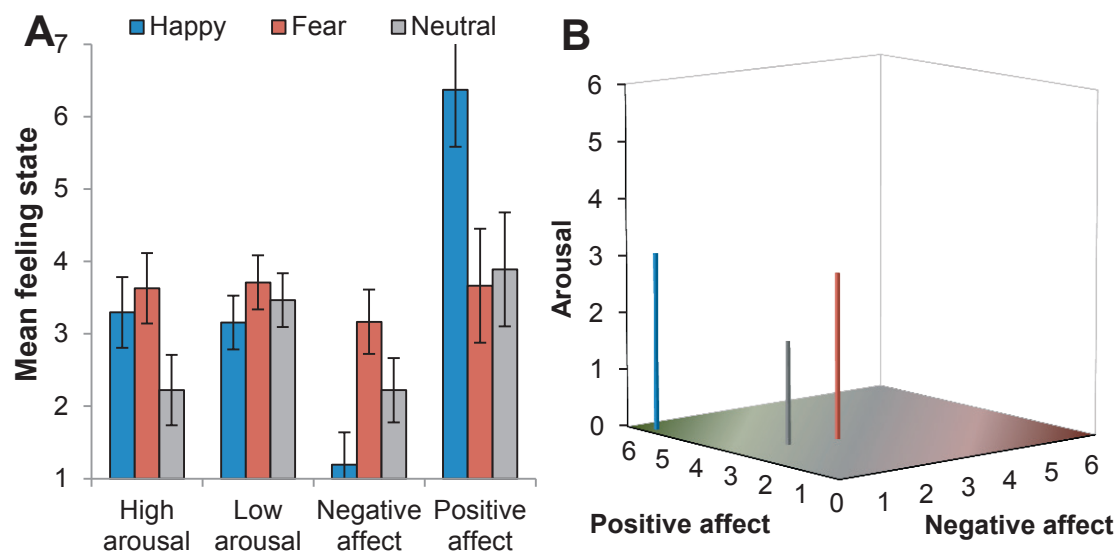 A
Happy Fear Neutral
7
6
5
4
3
2
1
Mean feeling state
High
arousal
Low
arousal
Negative
affect
Positive
affect
B
6
5
4
3
2
1
0
Arousal
6 5 4 3 2 1 0
Positive affect
1 2 3 4 5 6
Negative affect